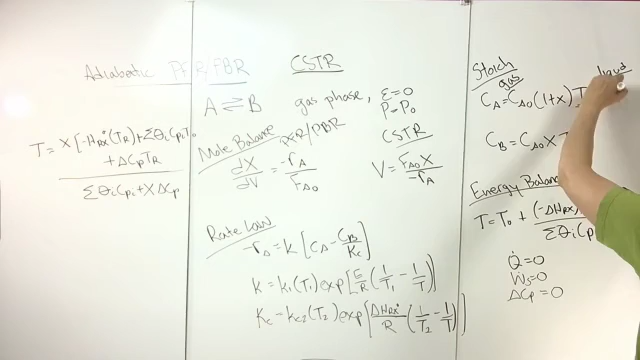 Adiabatic PFR/PBR CSTR
A ⇄ B gas phase, ε=0
P=P₀
T = X[-H°RX(TR)+ΣθiCpiT₀
+ΔCpTR
ΣθiCpi+XΔCp
Mole Balance
PFR/PBR
dX/dV = -rA/FA0
CSTR
V = FA0X/-rA
Rate Law
-rA = k[CA - CB/KC]
k = k₁(T₁)exp[E/R(1/T₁ - 1/T)]
KC = kC2(T₂)exp[ΔHRX°/R(1/T₂ - 1/T)]
Stoich
gas
liquid
CA = CA0(1+X)T
CB = CA0XT
Energy Balance
T = T₀ + (-ΔHRX)
ΣθiCp
Q̇=0
Ẇs=0
ΔCp=0